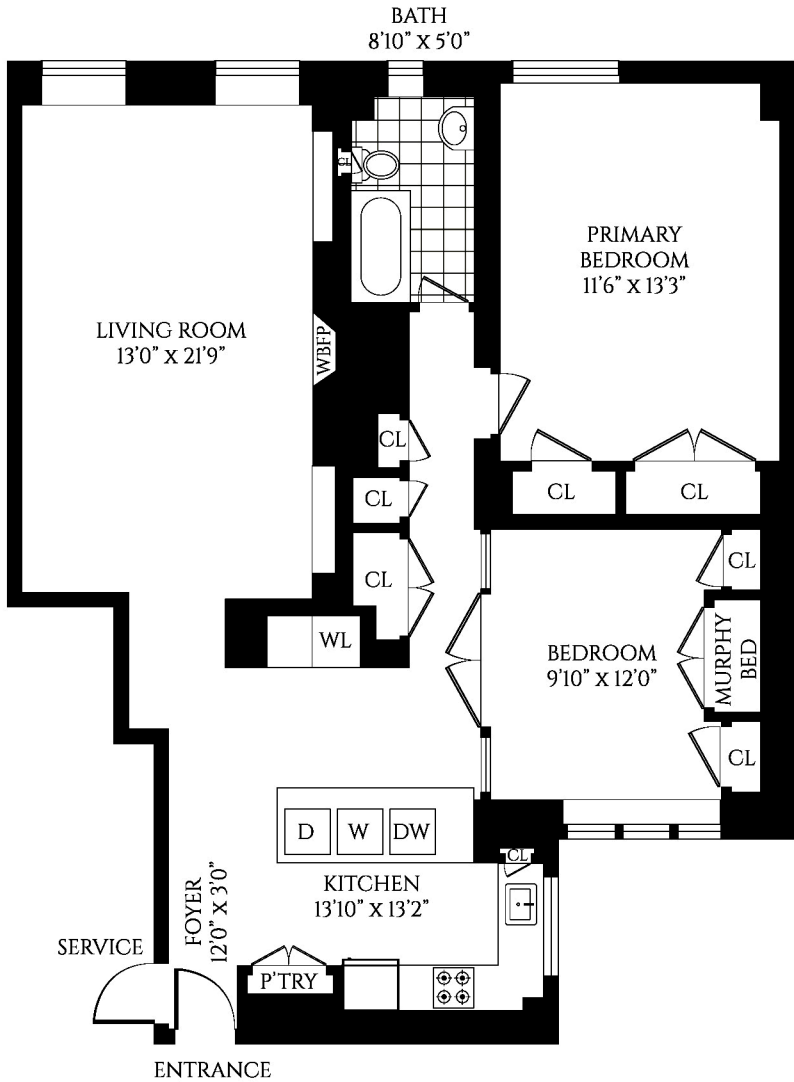 BATH
8'10" X 5'0"
CL
PRIMARY
BEDROOM
11'6" X 13'3"
LIVING ROOM
13'0" X 21'9"
WBFP
CL
CL
CL
CL
CL
CL
WL
BEDROOM
9'10" X 12'0"
MURPHY
BED
CL
D
W
DW
CL
KITCHEN
13'10" X 13'2"
FOYER
12'0" X 3'0"
SERVICE
P'TRY
ENTRANCE